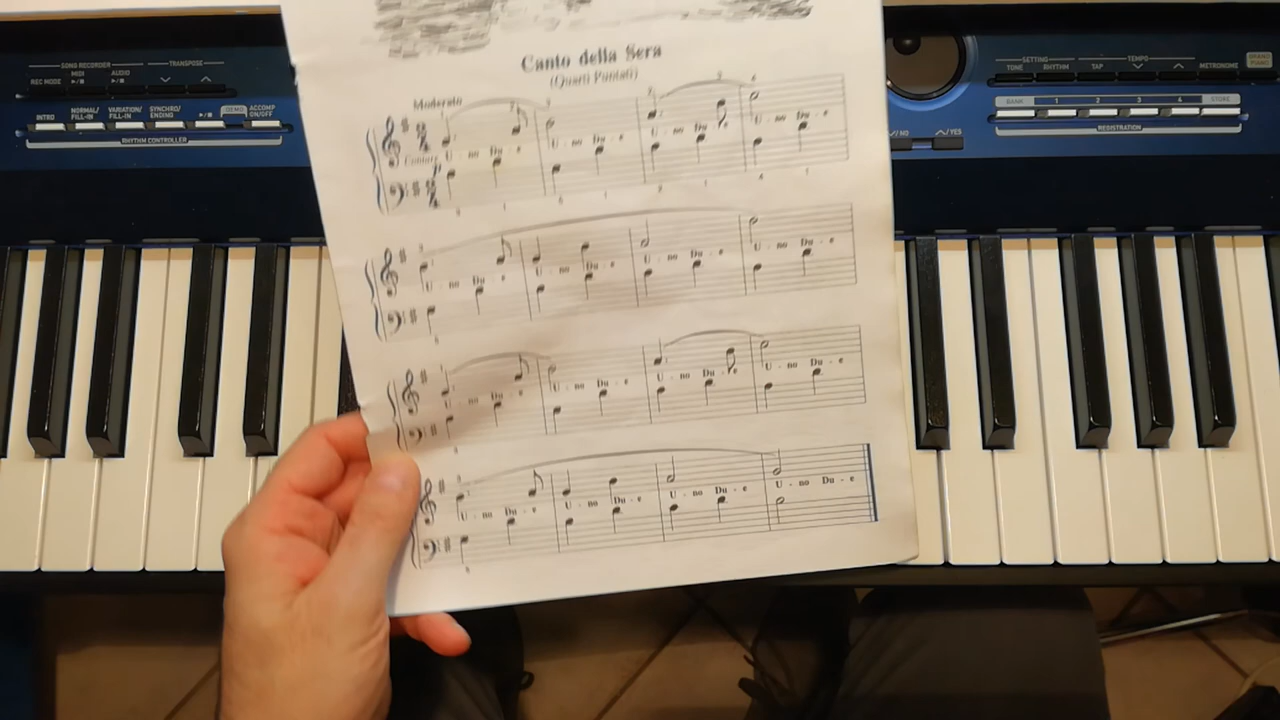 SONG RECORDER
TRANSPOSE
REC MODE
MIDI
AUDIO
INTRO
NORMAL/
FILL-IN
VARIATION/
FILL-IN
SYNCHRO/
ENDING
DEMO
ACCOMP
ON/OFF
RHYTHM CONTROLLER
Canto della Sera
(Quarti Puntati)
Moderato
U - no Du - e U - no Du - e U - no Du - e U - no Du - e
U - no Du - e U - no Du - e U - no Du - e U - no Du - e
U - no Du - e U - no Du - e U - no Du - e U - no Du - e
U - no Du - e U - no Du - e U - no Du - e U - no Du - e
SETTING
TEMPO
TONE
RHYTHM
TAP
METRONOME
GRAND
PIANO
BANK
1
2
3
4
STORE
REGISTRATION
/NO
/YES